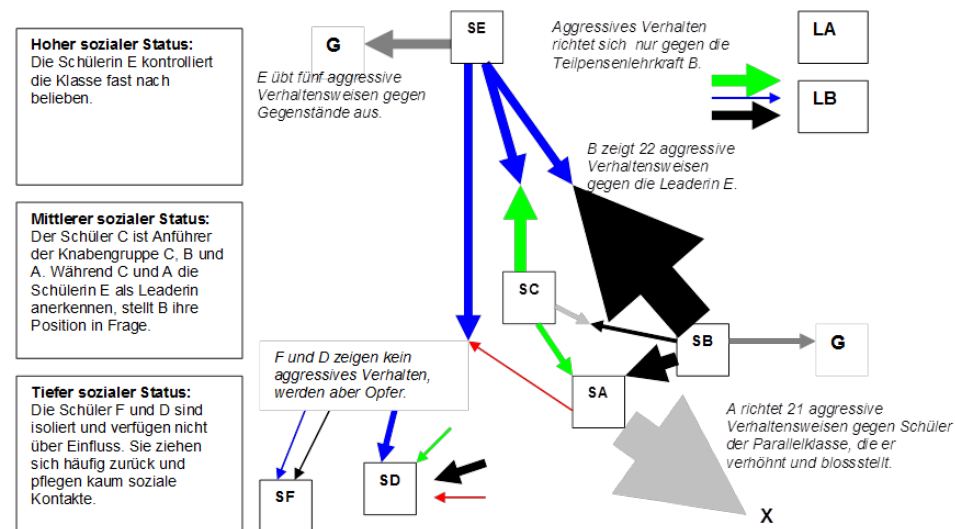 Hoher sozialer Status:
Die Schülerin E kontrolliert
die Klasse fast nach
belieben.
Mittlerer sozialer Status:
Der Schüler C ist Anführer
der Knabengruppe C, B und
A. Während C und A die
Schülerin E als Leaderin
anerkennen, stellt B ihre
Position in Frage.
Tiefer sozialer Status:
Die Schüler F und D sind
isoliert und verfügen nicht
über Einfluss. Sie ziehen
sich häufig zurück und
pflegen kaum soziale
Kontakte.
G
SE
E übt fünf aggressive
Verhaltensweisen gegen
Gegenstände aus.
Aggressives Verhalten
richtet sich nur gegen die
Teilpensenlehrkraft B.
LA
LB
B zeigt 22 aggressive
Verhaltensweisen
gegen die Leaderin E.
SC
SB
G
SA
F und D zeigen kein
aggressives Verhalten,
werden aber Opfer.
A richtet 21 aggressive
Verhaltensweisen gegen Schüler
der Parallelklasse, die er
verhöhnt und blossstellt.
SF
SD
X